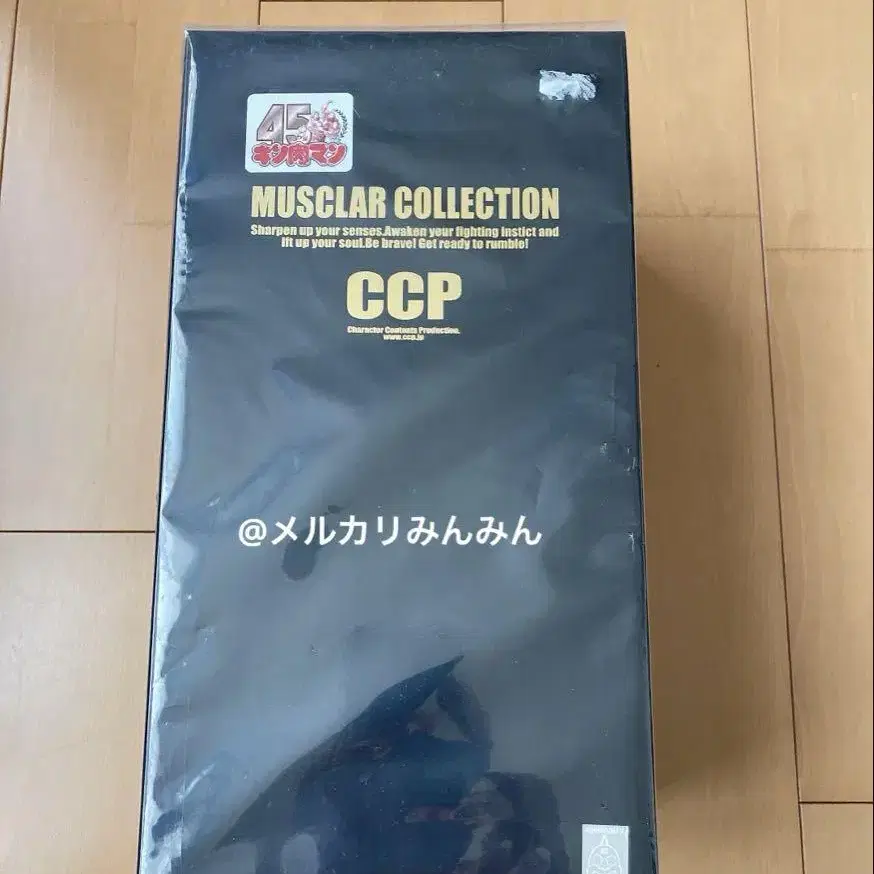 45
キン肉マン
MUSCLAR COLLECTION
Sharpen up your senses.Awaken your fighting instict and
lft up your soul.Be brave! Get ready to rumble!
CCP
Character Contents Production.
www.ccp.jp
@メルカリみんみん